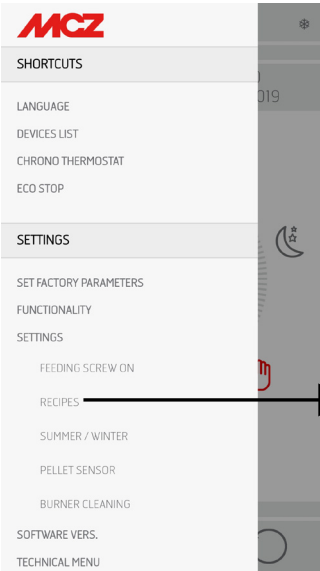 MCZ
SHORTCUTS
LANGUAGE
DEVICES LIST
CHRONO THERMOSTAT
ECO STOP
019
SETTINGS
SET FACTORY PARAMETERS
FUNCTIONALITY
SETTINGS
FEEDING SCREW ON
RECIPES
SUMMER / WINTER
PELLET SENSOR
BURNER CLEANING
SOFTWARE VERS.
TECHNICAL MENU